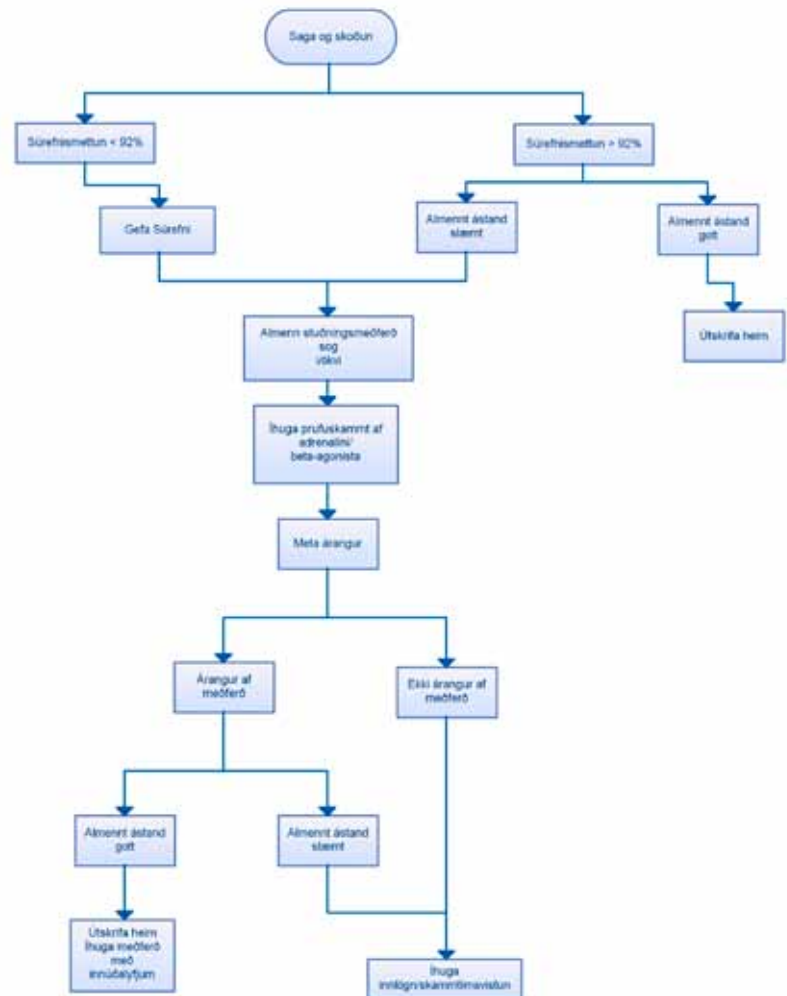 Saga og skoðun
Súrefnismettun < 92%
Súrefnismettun > 92%
Gefa Súrefni
Almennt ástand
slæmt
Almennt ástand
gott
Almenn stuðningsmeðferð
sog
vökvi
Útskrifa heim
Íhuga prufuskammt af
adrenalíni/
beta-agonista
Meta árangur
Árangur af
meðferð
Ekki árangur af
meðferð
Almennt ástand
gott
Almennt ástand
slæmt
Útskrifa heim
Íhuga meðferð
með
innúðalyfjum
Íhuga
innlögn/skammtímavistun